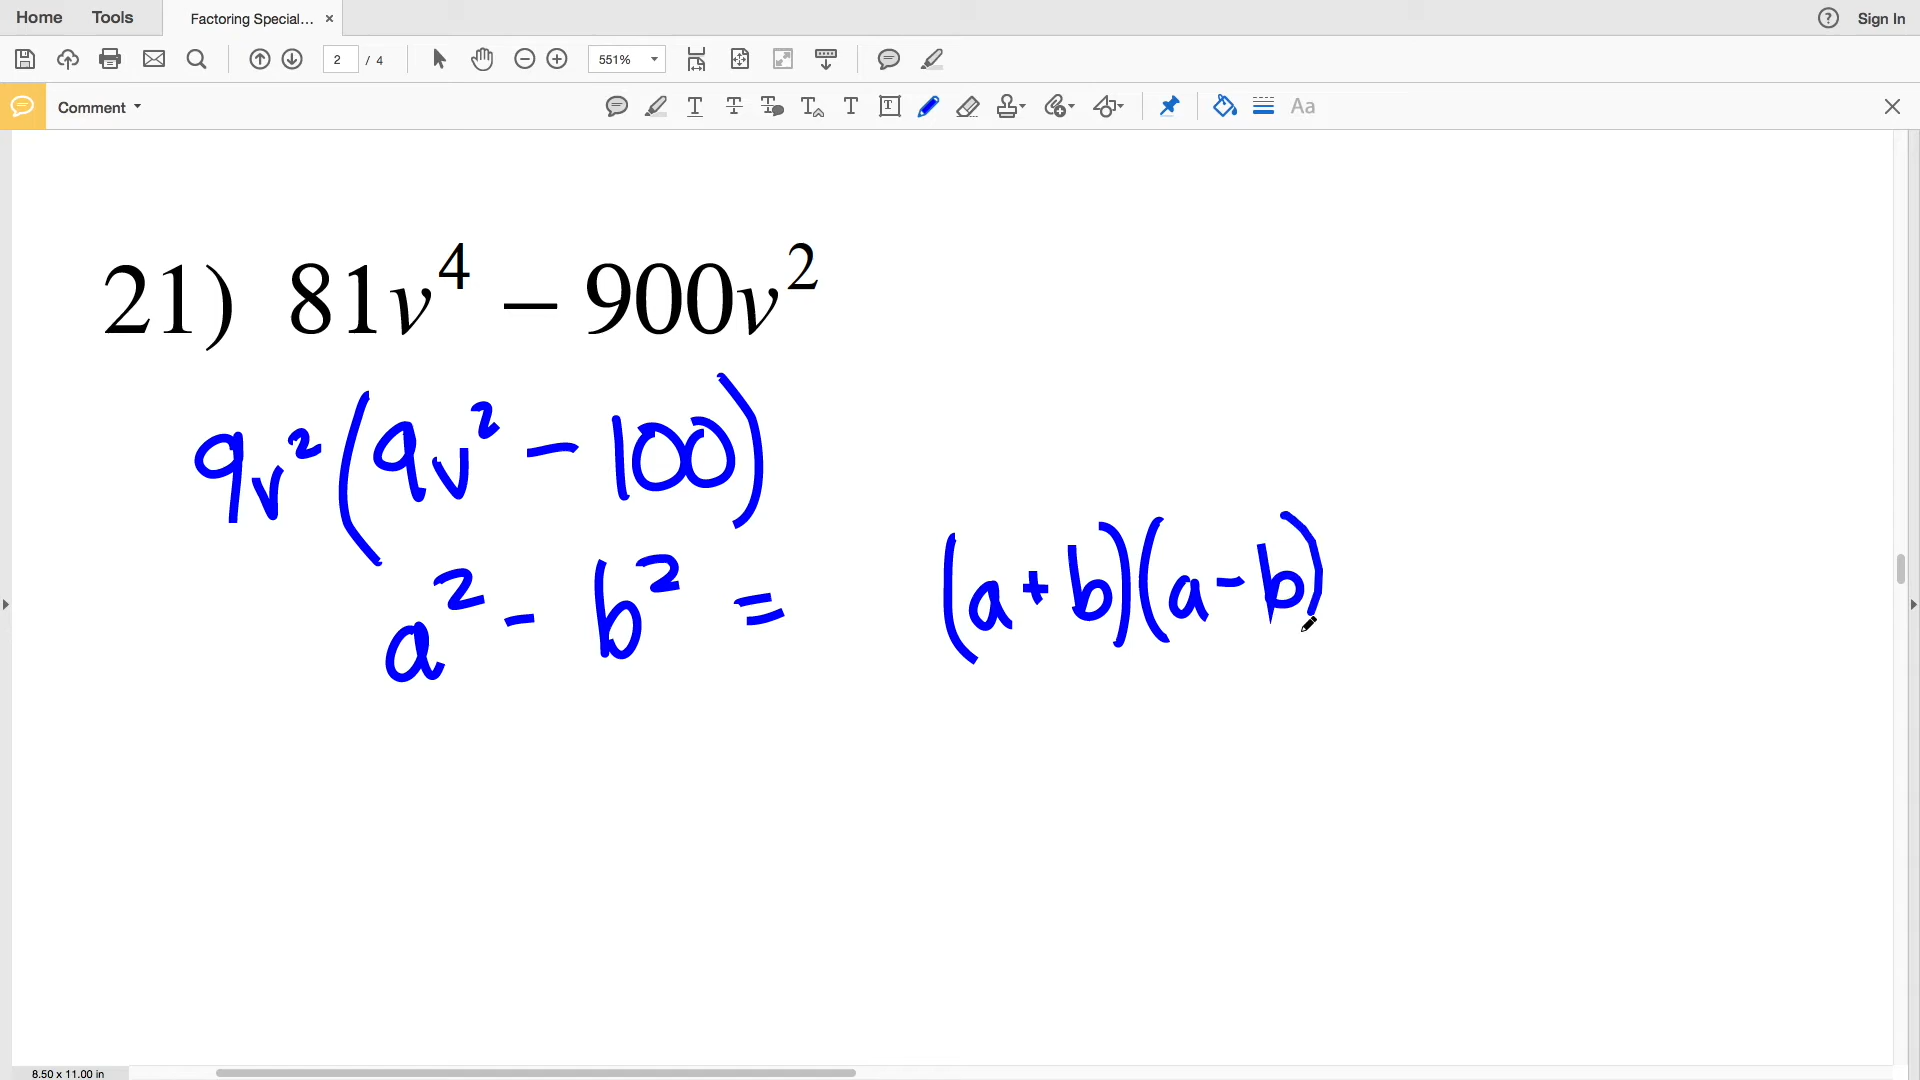 Home Tools Factoring Special... × ? Sign In
2 / 4 551%
Comment T T T T T T Aa
21) 81v⁴ – 900v²
9v² (9v² - 100)
a² - b² = (a + b)(a - b)
8.50 x 11.00 in